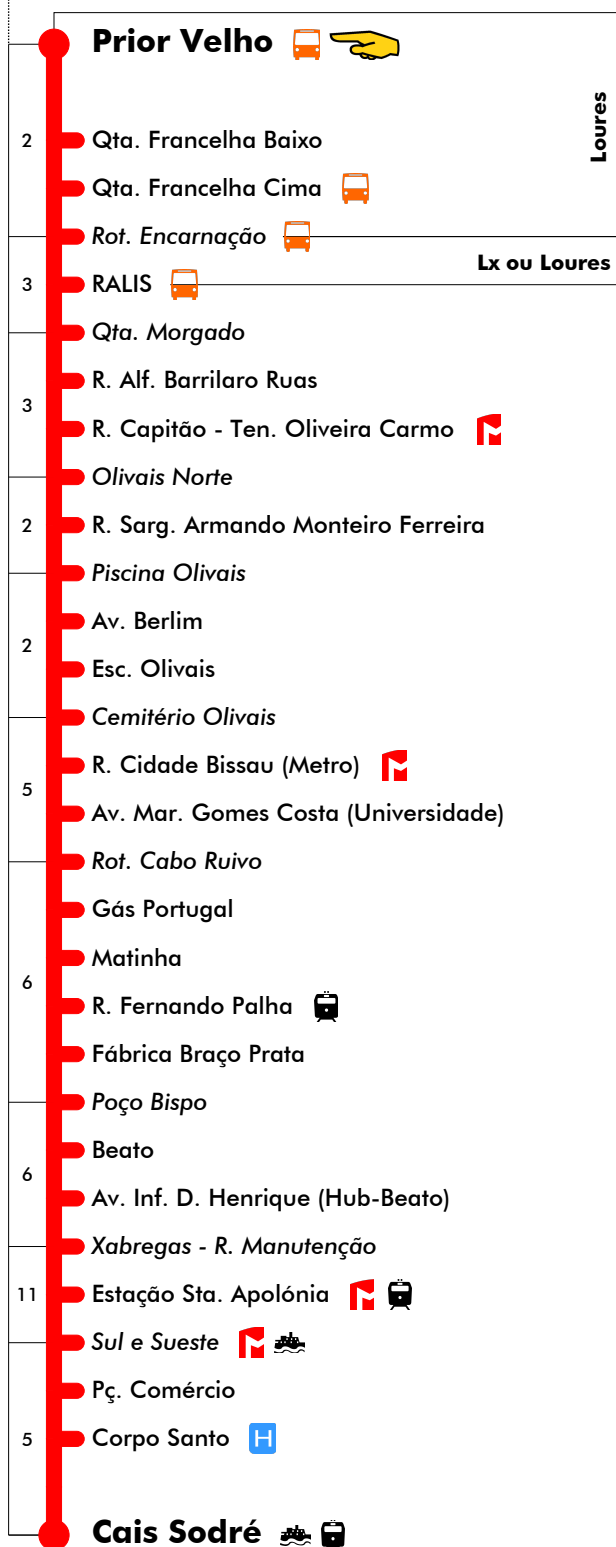 Prior Velho
Loures
2
Qta. Francelha Baixo
Qta. Francelha Cima
Rot. Encarnação
Lx ou Loures
3
RALIS
Qta. Morgado
R. Alf. Barrilaro Ruas
3
R. Capitão - Ten. Oliveira Carmo
Olivais Norte
2
R. Sarg. Armando Monteiro Ferreira
Piscina Olivais
Av. Berlim
2
Esc. Olivais
Cemitério Olivais
R. Cidade Bissau (Metro)
5
Av. Mar. Gomes Costa (Universidade)
Rot. Cabo Ruivo
Gás Portugal
Matinha
6
R. Fernando Palha
Fábrica Braço Prata
Poço Bispo
Beato
6
Av. Inf. D. Henrique (Hub-Beato)
Xabregas - R. Manutenção
11
Estação Sta. Apolónia
Sul e Sueste
Pç. Comércio
5
Corpo Santo
H
Cais Sodré